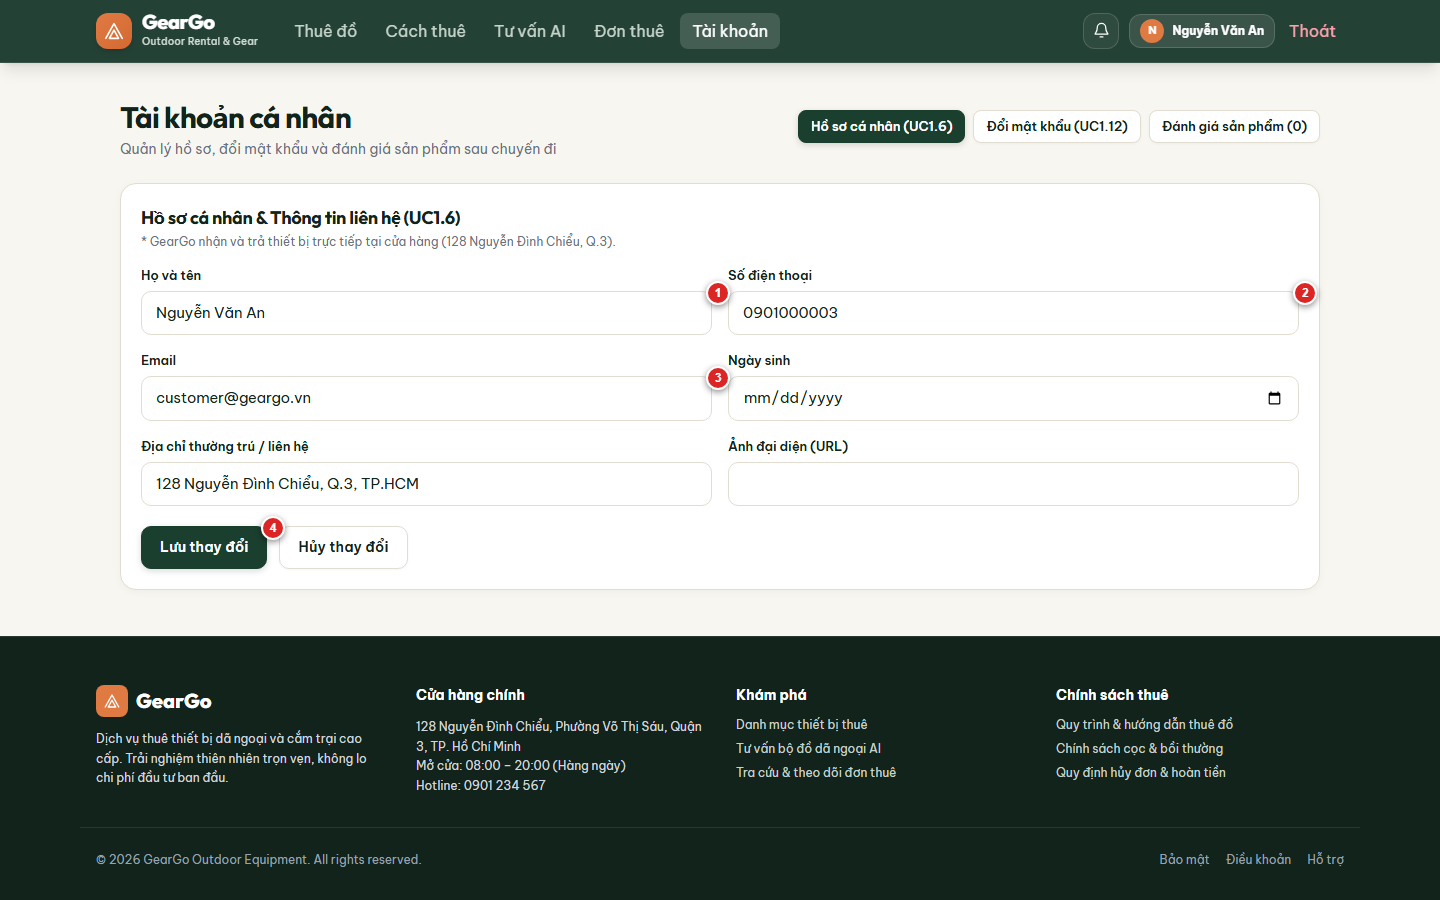 GearGo
Outdoor Rental & Gear
Thuê đồ
Cách thuê
Tư vấn AI
Đơn thuê
Tài khoản
N
Nguyễn Văn An
Thoát
Tài khoản cá nhân
Quản lý hồ sơ, đổi mật khẩu và đánh giá sản phẩm sau chuyến đi
Hồ sơ cá nhân (UC1.6)
Đổi mật khẩu (UC1.12)
Đánh giá sản phẩm (0)
Hồ sơ cá nhân & Thông tin liên hệ (UC1.6)
* GearGo nhận và trả thiết bị trực tiếp tại cửa hàng (128 Nguyễn Đình Chiểu, Q.3).
Họ và tên
Nguyễn Văn An
1
Số điện thoại
0901000003
2
Email
customer@geargo.vn
3
Ngày sinh
mm/dd/yyyy
Địa chỉ thường trú / liên hệ
128 Nguyễn Đình Chiểu, Q.3, TP.HCM
Ảnh đại diện (URL)
Lưu thay đổi
4
Hủy thay đổi
GearGo
Dịch vụ thuê thiết bị dã ngoại và cắm trại cao
cấp. Trải nghiệm thiên nhiên trọn vẹn, không lo
chi phí đầu tư ban đầu.
Cửa hàng chính
128 Nguyễn Đình Chiểu, Phường Võ Thị Sáu, Quận
3, TP. Hồ Chí Minh
Mở cửa: 08:00 – 20:00 (Hàng ngày)
Hotline: 0901 234 567
Khám phá
Danh mục thiết bị thuê
Tư vấn bộ đồ dã ngoại AI
Tra cứu & theo dõi đơn thuê
Chính sách thuê
Quy trình & hướng dẫn thuê đồ
Chính sách cọc & bồi thường
Quy định hủy đơn & hoàn tiền
© 2026 GearGo Outdoor Equipment. All rights reserved.
Bảo mật
Điều khoản
Hỗ trợ